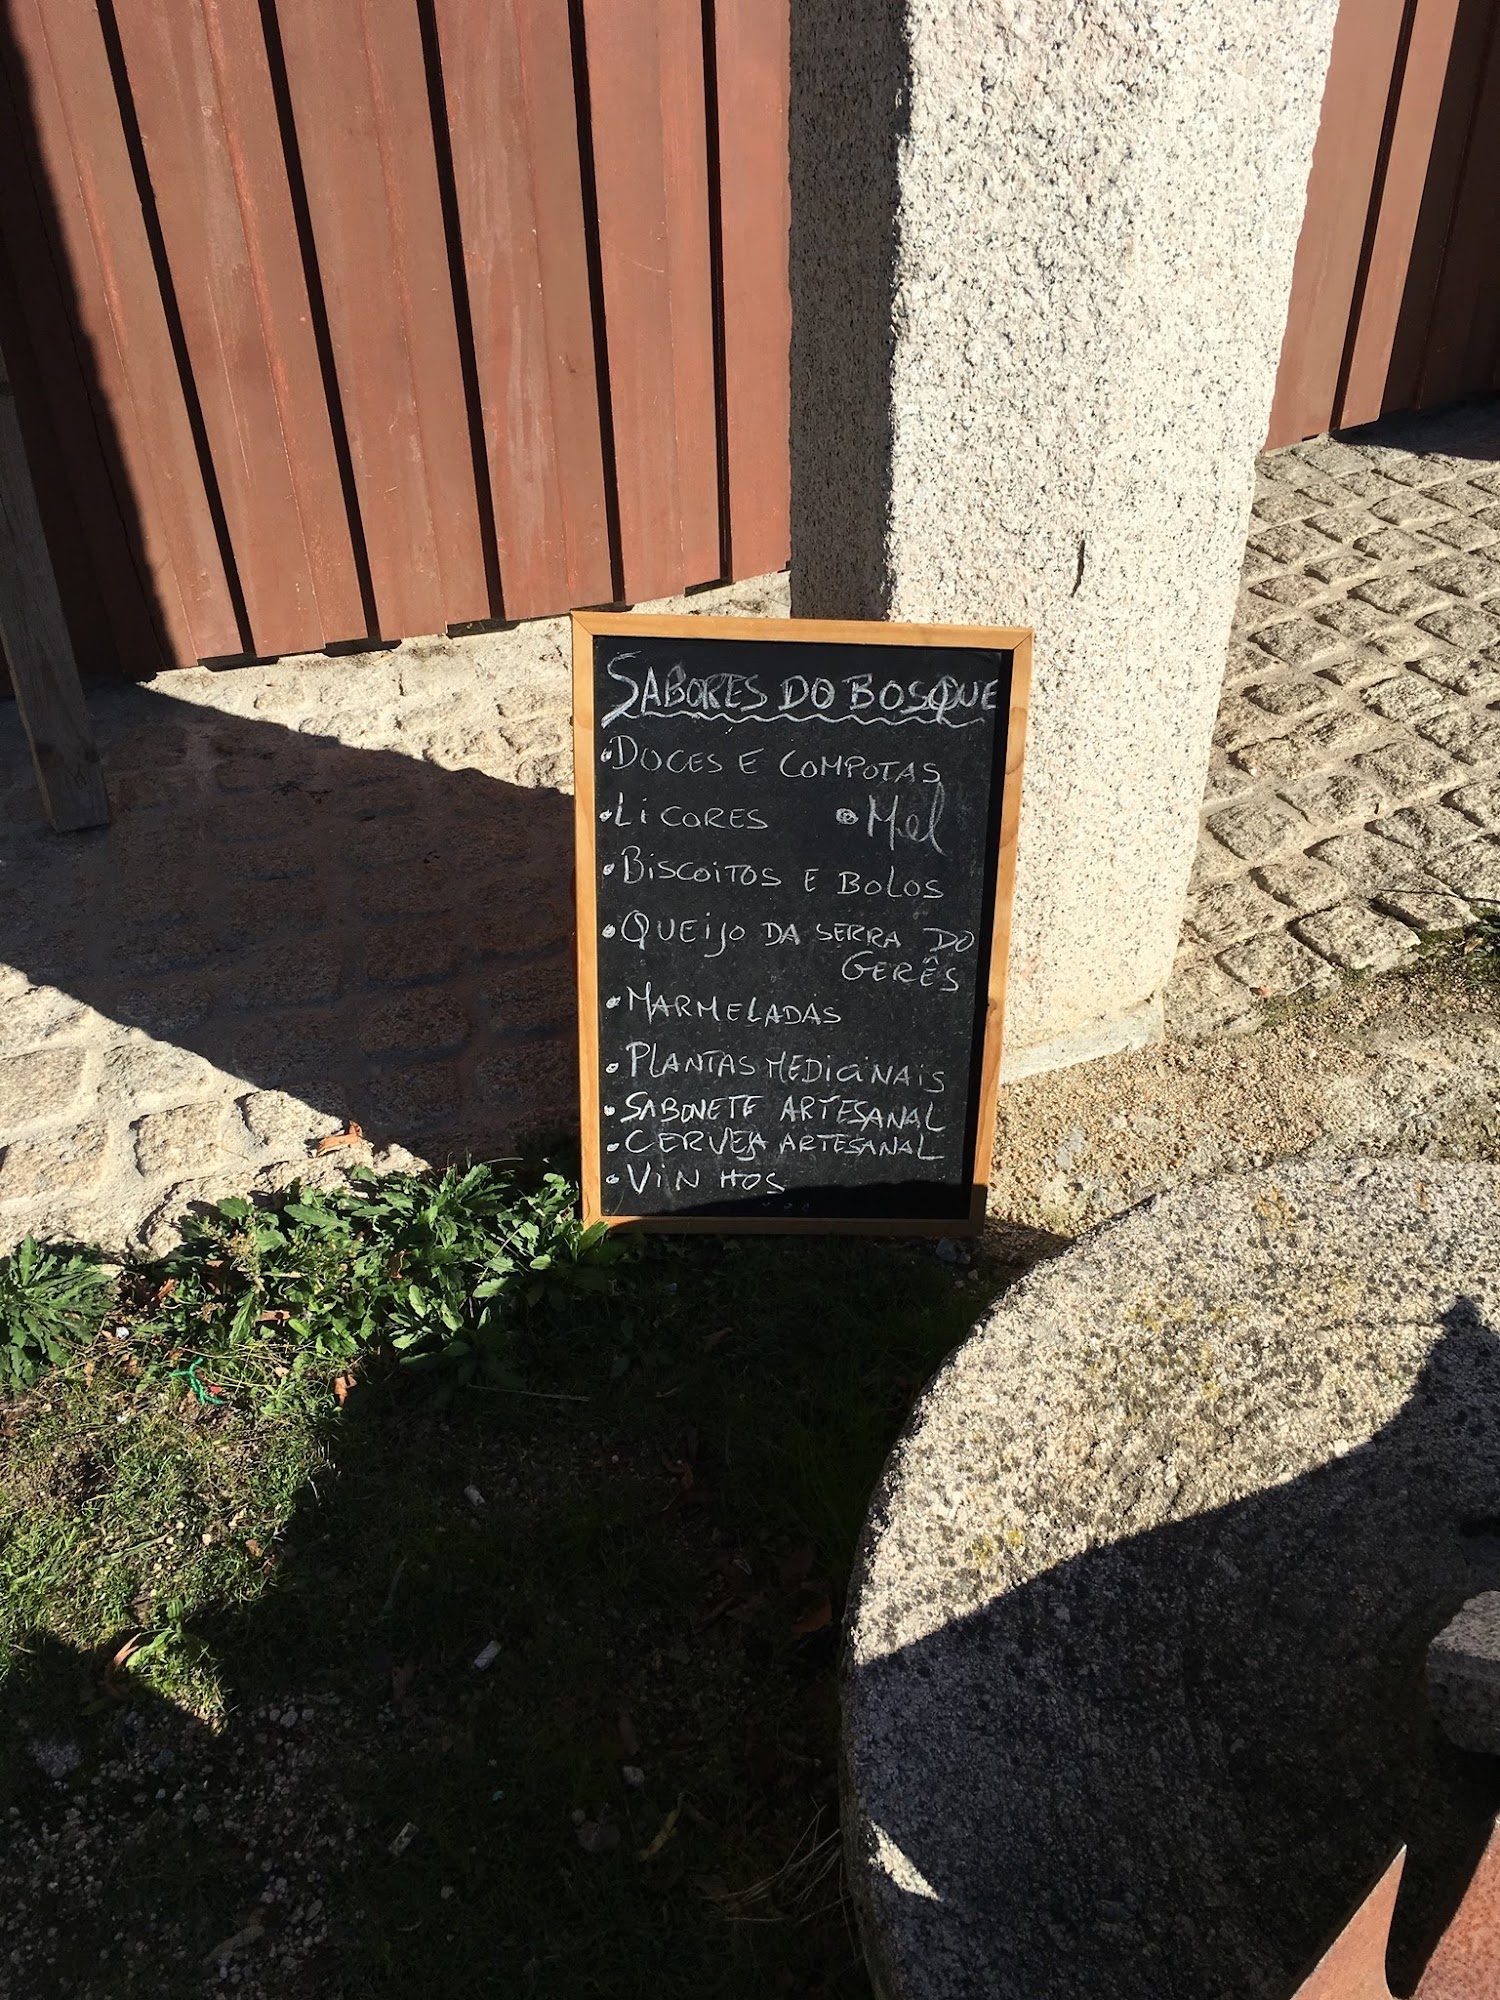 SABORES DO BOSQUE
• DOCES E COMPOTAS
• LiCORES • Mel
• BiSCOiTOS E BOLOS
• QUEiJO DA SERRA DO
GERÊS
• MARMELADAS
• PLANTAS MEDiCiNAiS
• SABONETE ARTESANAL
• CERVEJA ARTESANAL
• ViNHOS
...